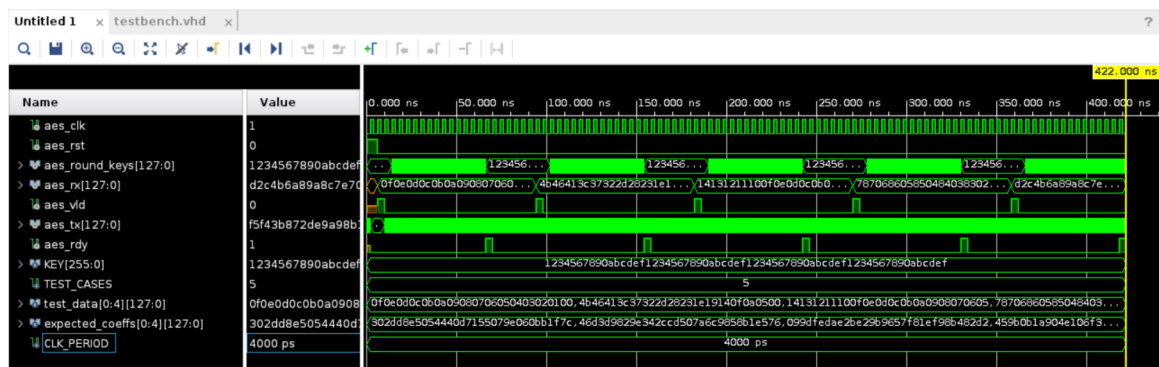 Untitled 1 × testbench.vhd × ?
422.000 ns
Name Value 0.000 ns 50.000 ns 100.000 ns 150.000 ns 200.000 ns 250.000 ns 300.000 ns 350.000 ns 400.000 ns
aes_clk 1
aes_rst 0
aes_round_keys[127:0] 1234567890abcdef ... 123456... 123456... 123456... 123456...
aes_rx[127:0] d2c4b6a89a8c7e70 0f0e0d0c0b0a090807060... 4b46413c37322d28231e1... 14131211100f0e0d0c0b0... 78706860585048403830​2... d2c4b6a89a8c7e...
aes_vld 0
aes_tx[127:0] f5f43b872de9a98b1
aes_rdy 1
KEY[255:0] 1234567890abcdef 1234567890abcdef1234567890abcdef1234567890abcdef1234567890abcdef
TEST_CASES 5 5
test_data[0:4][127:0] 0f0e0d0c0b0a0908 0f0e0d0c0b0a09080706050403020100,4b46413c37322d28231e19140f0a0500,14131211100f0e0d0c0b0a0908070605,78706860585048403...
expected_coeffs[0:4][127:0] 302dd8e5054440d7 302dd8e5054440d7155079e060bb1f7c,46d3d9829e342ccd507a6c9858b1e576,099dfedae2be29b9657f81ef98b482d2,459b0b1a904e106f3...
CLK_PERIOD 4000 ps 4000 ps